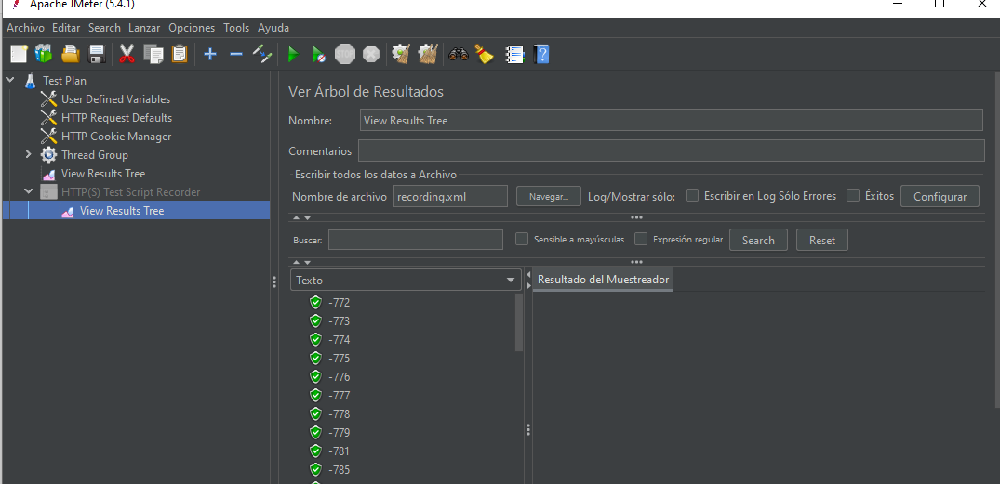 Apache JMeter (5.4.1)
Archivo Editar Search Lanzar Opciones Tools Ayuda
STOP
Test Plan
User Defined Variables
HTTP Request Defaults
HTTP Cookie Manager
Thread Group
View Results Tree
HTTP(S) Test Script Recorder
View Results Tree
Ver Árbol de Resultados
Nombre: View Results Tree
Comentarios
Escribir todos los datos a Archivo
Nombre de archivo recording.xml Navegar... Log/Mostrar sólo: Escribir en Log Sólo Errores Éxitos Configurar
Buscar: Sensible a mayúsculas Expresión regular Search Reset
Texto
Resultado del Muestreador
-772
-773
-774
-775
-776
-777
-778
-779
-781
-785